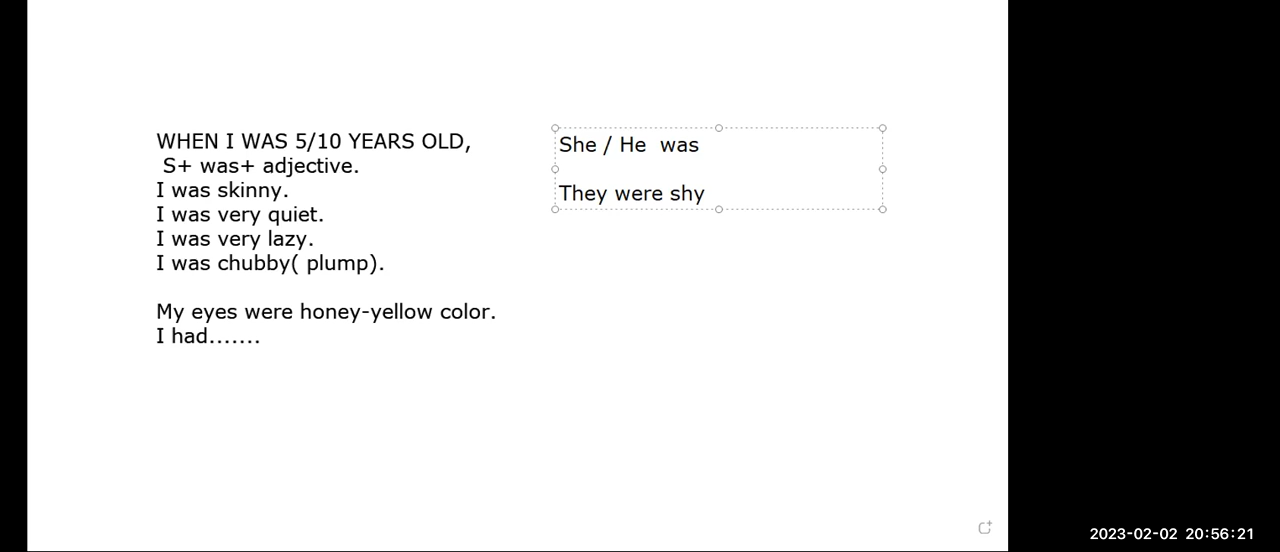 WHEN I WAS 5/10 YEARS OLD,
S+ was+ adjective.
I was skinny.
I was very quiet.
I was very lazy.
I was chubby( plump).
My eyes were honey-yellow color.
I had.......
She / He  was
They were shy
2023-02-02 20:56:21